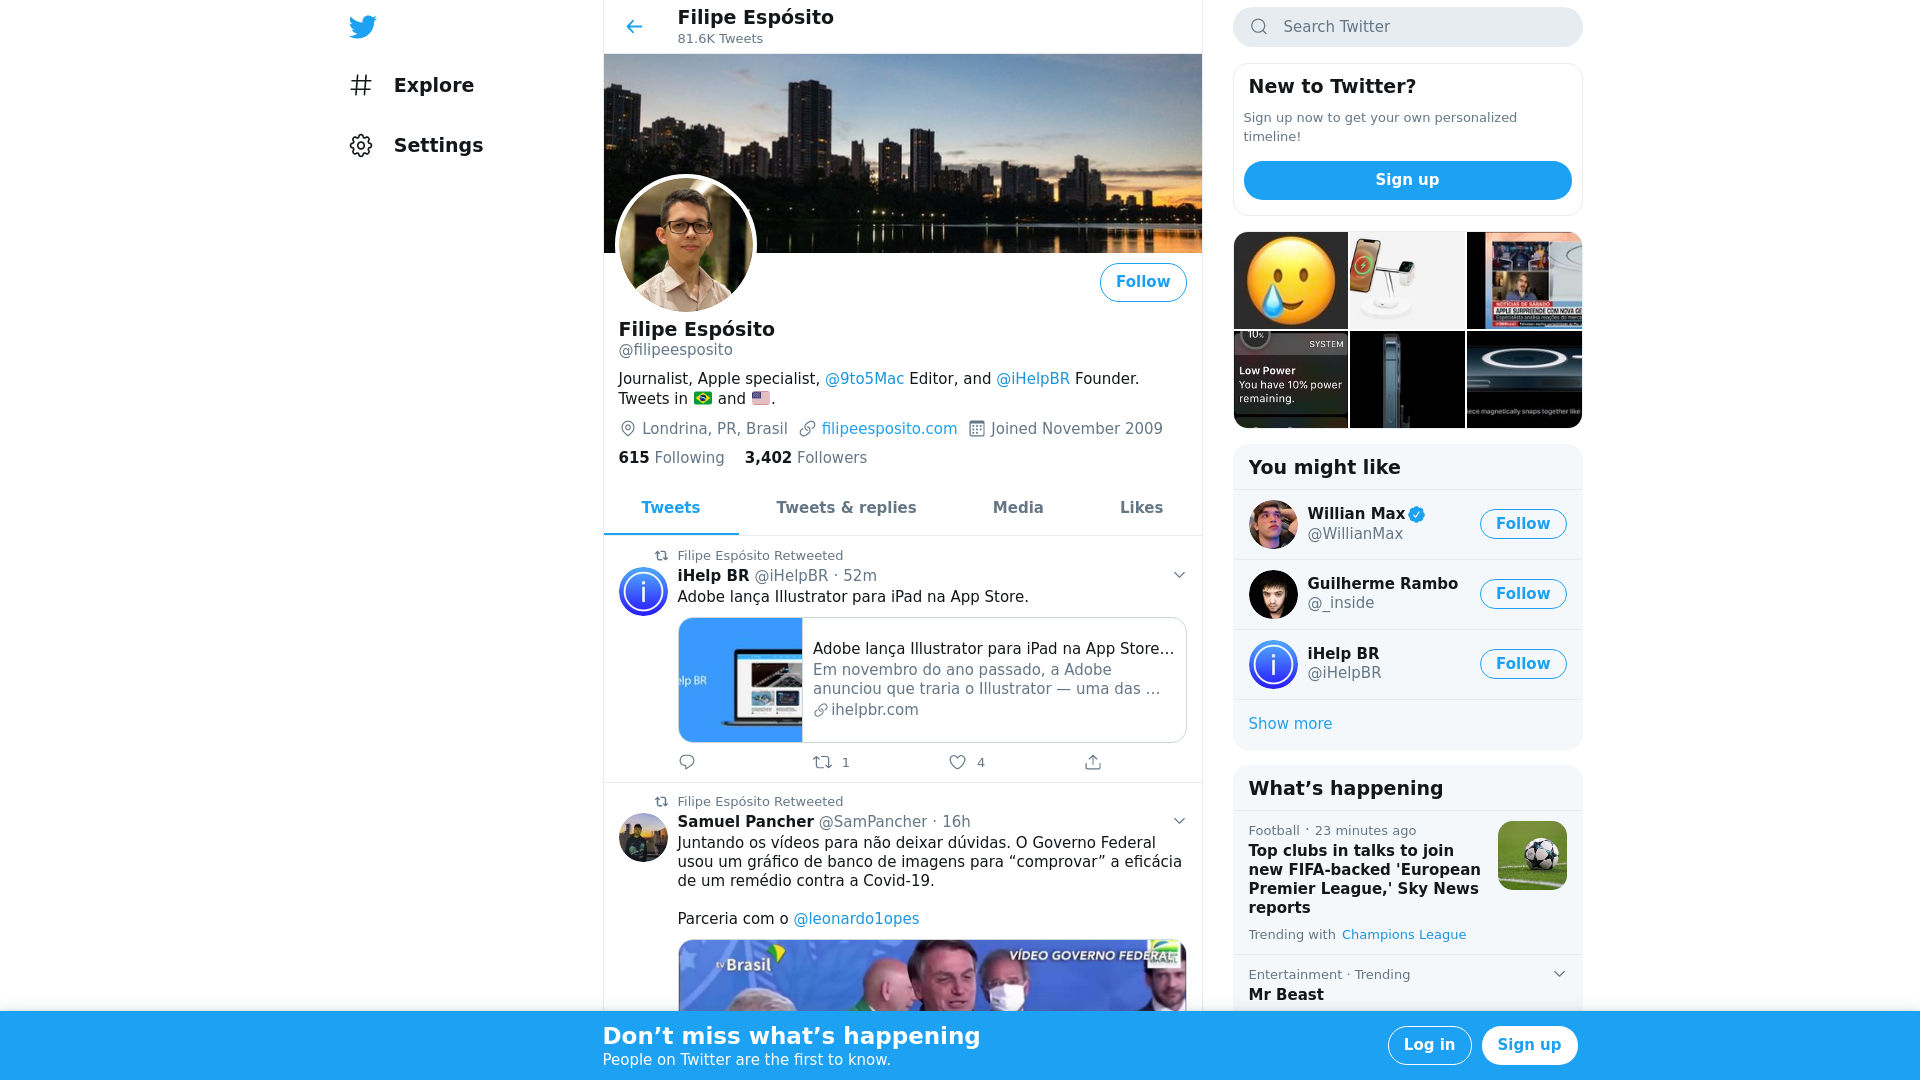 Explore
Settings
Filipe Espósito
81.6K Tweets
Follow
Filipe Espósito
@filipeesposito
Journalist, Apple specialist, @9to5Mac Editor, and @iHelpBR Founder.
Tweets in 🇧🇷 and 🇺🇸.
Londrina, PR, Brasil filipeesposito.com Joined November 2009
615 Following 3,402 Followers
Tweets Tweets & replies Media Likes
Filipe Espósito Retweeted
iHelp BR @iHelpBR · 52m
Adobe lança Illustrator para iPad na App Store.
elp BR
Adobe lança Illustrator para iPad na App Store…
Em novembro do ano passado, a Adobe
anunciou que traria o Illustrator — uma das …
ihelpbr.com
1 4
Filipe Espósito Retweeted
Samuel Pancher @SamPancher · 16h
Juntando os vídeos para não deixar dúvidas. O Governo Federal
usou um gráfico de banco de imagens para “comprovar” a eficácia
de um remédio contra a Covid-19.
Parceria com o @leonardo1opes
tv Brasil
VÍDEO GOVERNO FEDERAL
Search Twitter
New to Twitter?
Sign up now to get your own personalized
timeline!
Sign up
NOTÍCIAS DE SÁBADO
APPLE SURPREENDE COM NOVA GE
10%
SYSTEM
Low Power
You have 10% power
remaining.
iece magnetically snaps together like
You might like
Willian Max
@WillianMax
Follow
Guilherme Rambo
@_inside
Follow
iHelp BR
@iHelpBR
Follow
Show more
What’s happening
Football · 23 minutes ago
Top clubs in talks to join
new FIFA-backed 'European
Premier League,' Sky News
reports
Trending with Champions League
Entertainment · Trending
Mr Beast
Don’t miss what’s happening
People on Twitter are the first to know.
Log in
Sign up